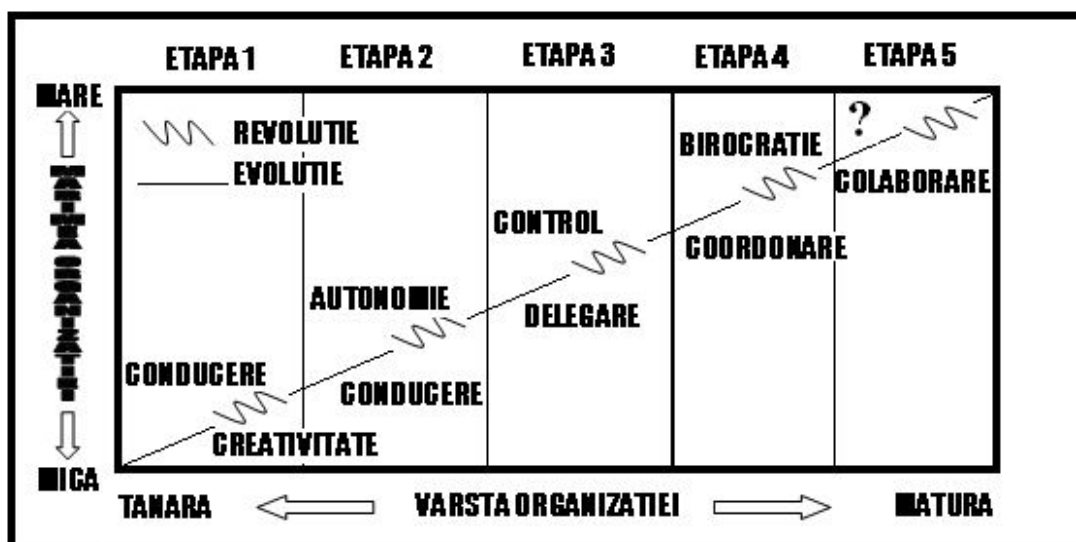 ETAPA 1 ETAPA 2 ETAPA 3 ETAPA 4 ETAPA 5
MARE
REVOLUTIE
EVOLUTIE
?
BIROCRATIE
COLABORARE
CONTROL
COORDONARE
AUTONOMIE
DELEGARE
CONDUCERE
CONDUCERE
CREATIVITATE
MICA
TANARA VARSTA ORGANIZATIEI MATURA